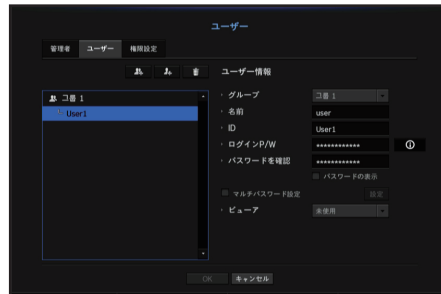 ユーザー
管理者 ユーザー 権限設定
ユーザー情報
그룹 1
User1
グループ 그룹 1
名前 user
ID User1
ログインP/W ************
パスワードを確認 ************
パスワードの表示
マルチパスワード設定 設定
ビューア 未使用
OK キャンセル